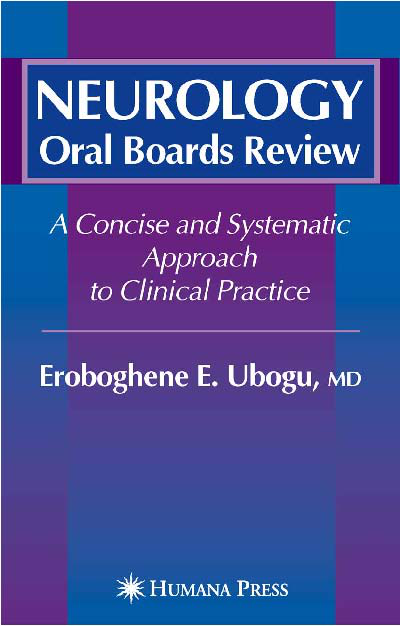 NEUROLOGY
Oral Boards Review
A Concise and Systematic
Approach
to Clinical Practice
Eroboghene E. Ubogu, MD
HUMANA PRESS